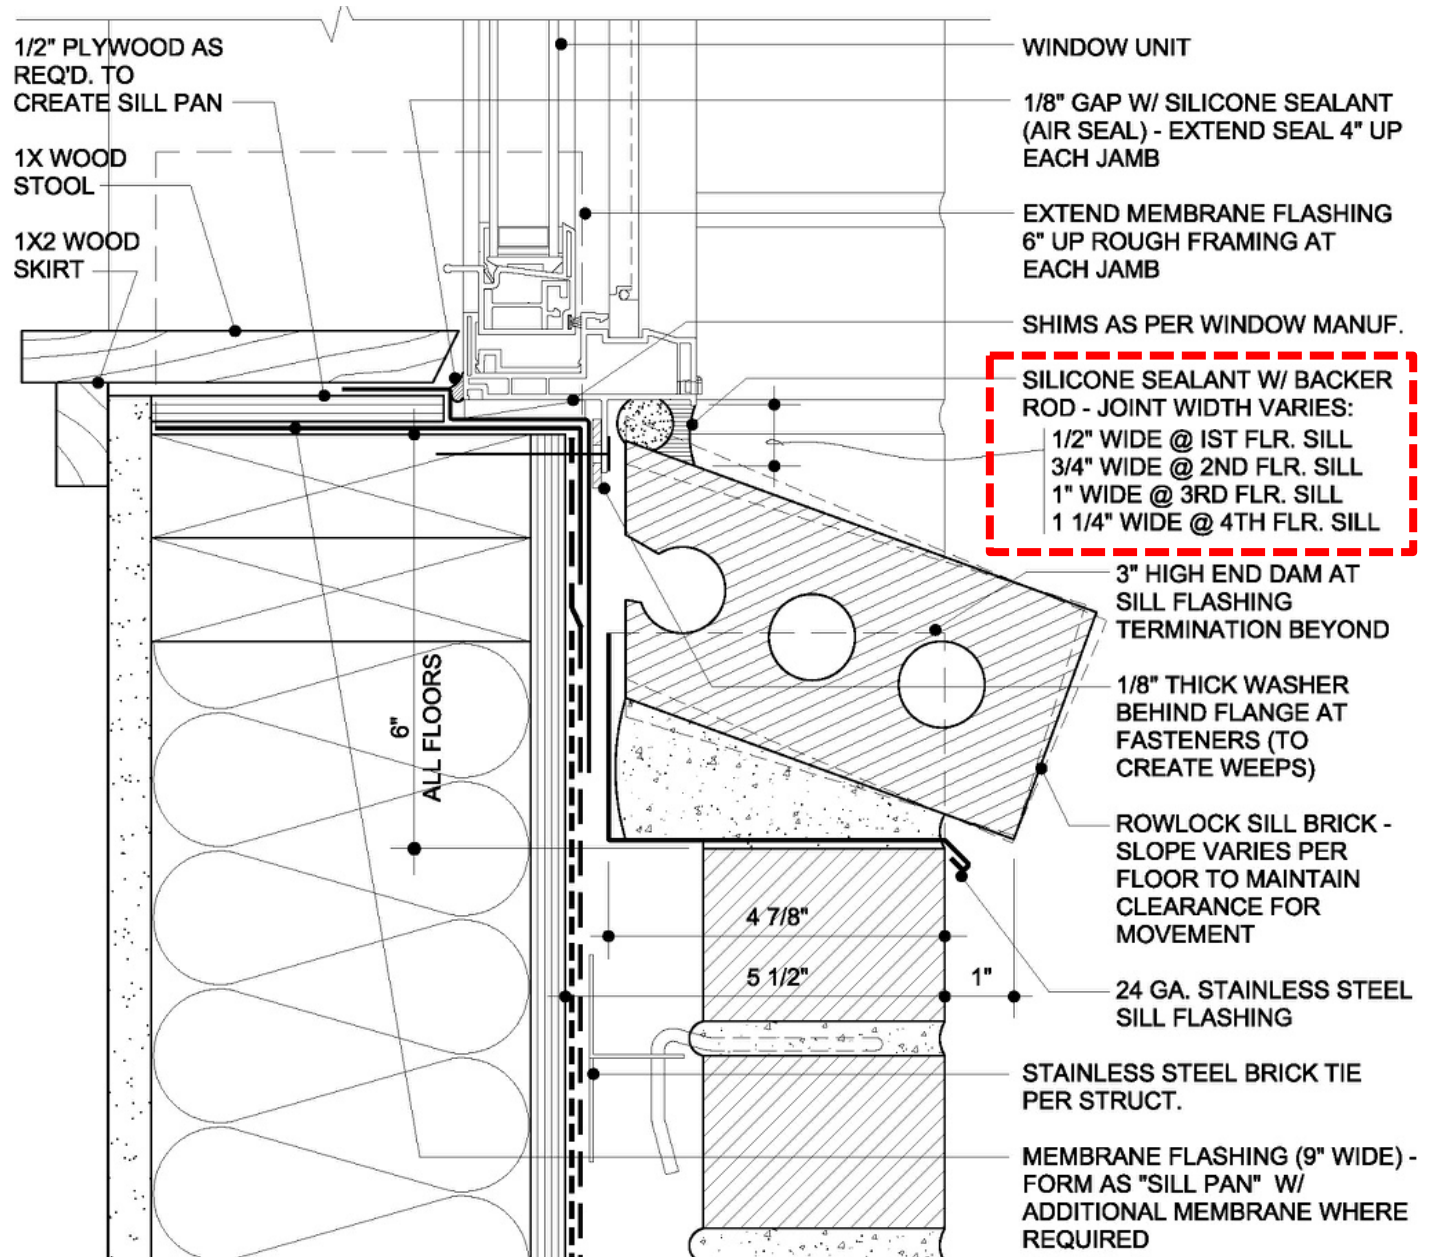 1/2" PLYWOOD AS
REQ'D. TO
CREATE SILL PAN
1X WOOD
STOOL
1X2 WOOD
SKIRT
WINDOW UNIT
1/8" GAP W/ SILICONE SEALANT
(AIR SEAL) - EXTEND SEAL 4" UP
EACH JAMB
EXTEND MEMBRANE FLASHING
6" UP ROUGH FRAMING AT
EACH JAMB
SHIMS AS PER WINDOW MANUF.
SILICONE SEALANT W/ BACKER
ROD - JOINT WIDTH VARIES:
1/2" WIDE @ IST FLR. SILL
3/4" WIDE @ 2ND FLR. SILL
1" WIDE @ 3RD FLR. SILL
1 1/4" WIDE @ 4TH FLR. SILL
3" HIGH END DAM AT
SILL FLASHING
TERMINATION BEYOND
1/8" THICK WASHER
BEHIND FLANGE AT
FASTENERS (TO
CREATE WEEPS)
ROWLOCK SILL BRICK -
SLOPE VARIES PER
FLOOR TO MAINTAIN
CLEARANCE FOR
MOVEMENT
24 GA. STAINLESS STEEL
SILL FLASHING
STAINLESS STEEL BRICK TIE
PER STRUCT.
MEMBRANE FLASHING (9" WIDE) -
FORM AS "SILL PAN" W/
ADDITIONAL MEMBRANE WHERE
REQUIRED
6"
ALL FLOORS
4 7/8"
5 1/2"
1"